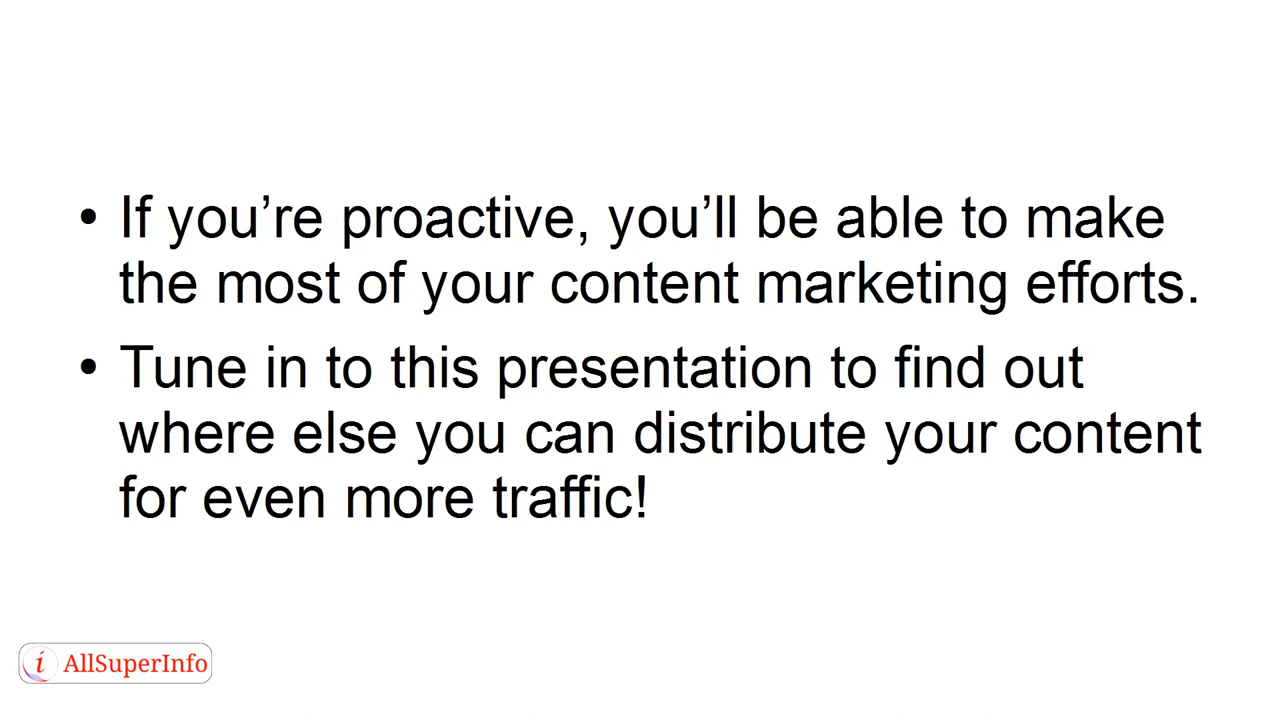 • If you’re proactive, you’ll be able to make
the most of your content marketing efforts.
• Tune in to this presentation to find out
where else you can distribute your content
for even more traffic!
i AllSuperInfo